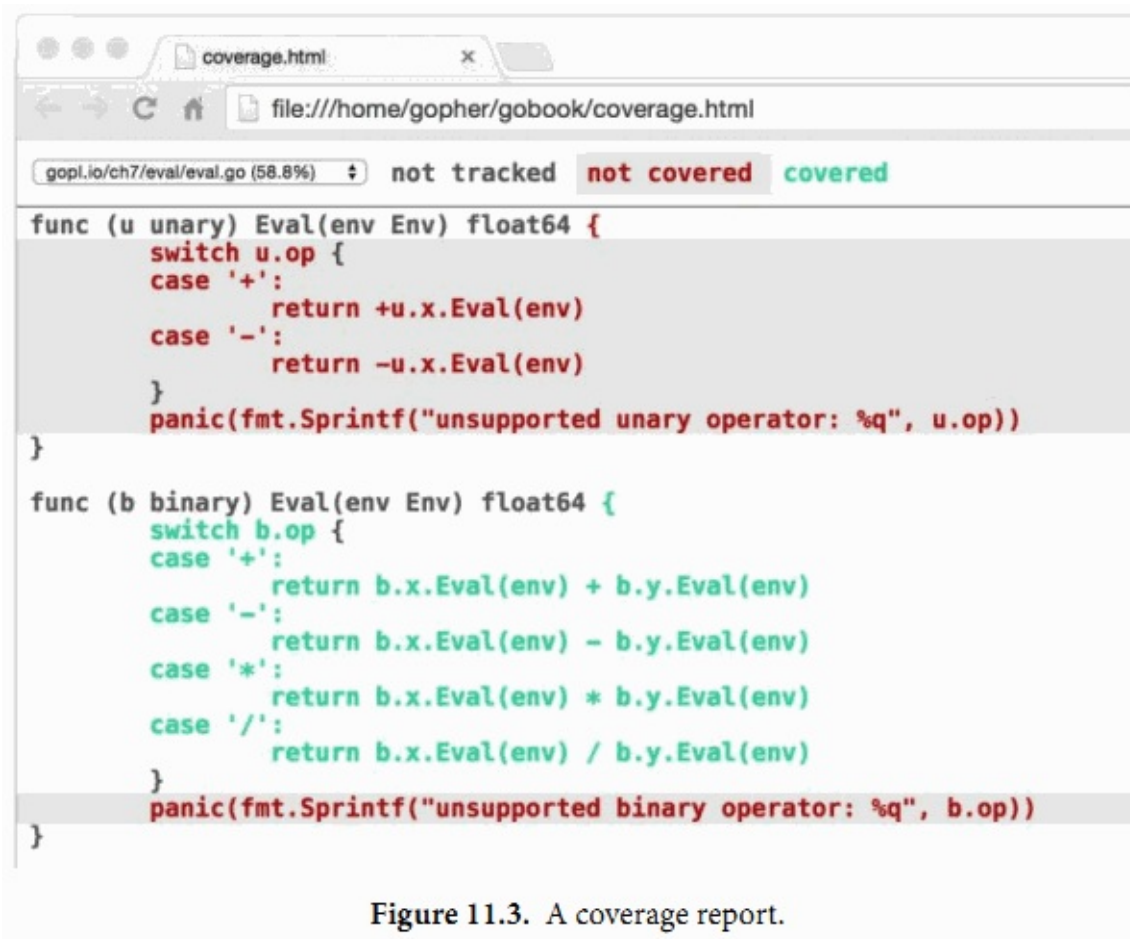 coverage.html ×
file:///home/gopher/gobook/coverage.html
gopl.io/ch7/eval/eval.go (58.8%) not tracked not covered covered
func (u unary) Eval(env Env) float64 {
        switch u.op {
        case '+':
                return +u.x.Eval(env)
        case '-':
                return -u.x.Eval(env)
        }
        panic(fmt.Sprintf("unsupported unary operator: %q", u.op))
}
func (b binary) Eval(env Env) float64 {
        switch b.op {
        case '+':
                return b.x.Eval(env) + b.y.Eval(env)
        case '-':
                return b.x.Eval(env) - b.y.Eval(env)
        case '*':
                return b.x.Eval(env) * b.y.Eval(env)
        case '/':
                return b.x.Eval(env) / b.y.Eval(env)
        }
        panic(fmt.Sprintf("unsupported binary operator: %q", b.op))
}
Figure 11.3. A coverage report.